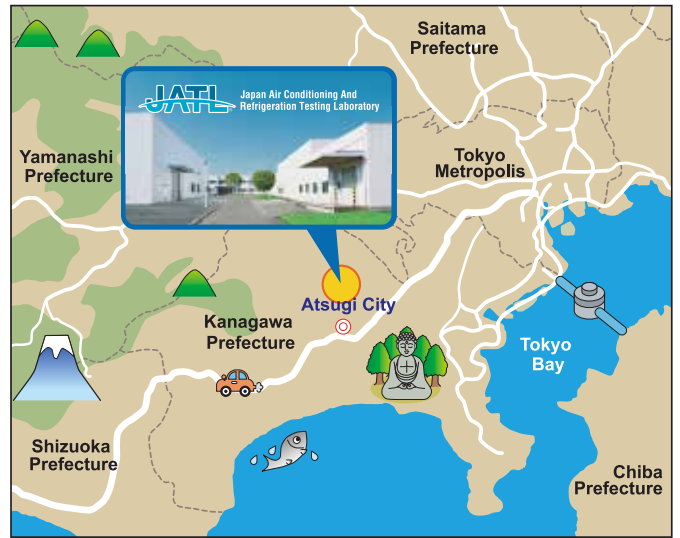 Saitama
Prefecture
JATL
Japan Air Conditioning And
Refrigeration Testing Laboratory
Yamanashi
Prefecture
Tokyo
Metropolis
Atsugi City
Kanagawa
Prefecture
Tokyo
Bay
Shizuoka
Prefecture
Chiba
Prefecture